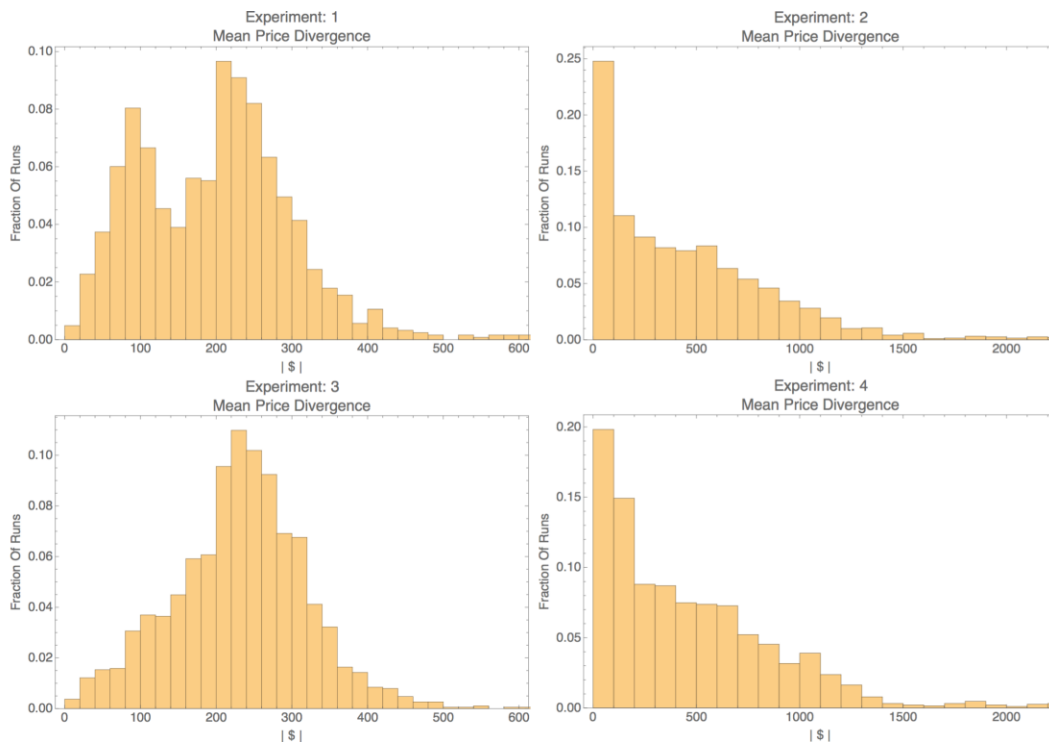 Experiment: 1
Mean Price Divergence
Fraction Of Runs
0.10
0.08
0.06
0.04
0.02
0.00
0 100 200 300 400 500 600
| $ |
Experiment: 2
Mean Price Divergence
Fraction Of Runs
0.25
0.20
0.15
0.10
0.05
0.00
0 500 1000 1500 2000
| $ |
Experiment: 3
Mean Price Divergence
Fraction Of Runs
0.10
0.08
0.06
0.04
0.02
0.00
0 100 200 300 400 500 600
| $ |
Experiment: 4
Mean Price Divergence
Fraction Of Runs
0.20
0.15
0.10
0.05
0.00
0 500 1000 1500 2000
| $ |